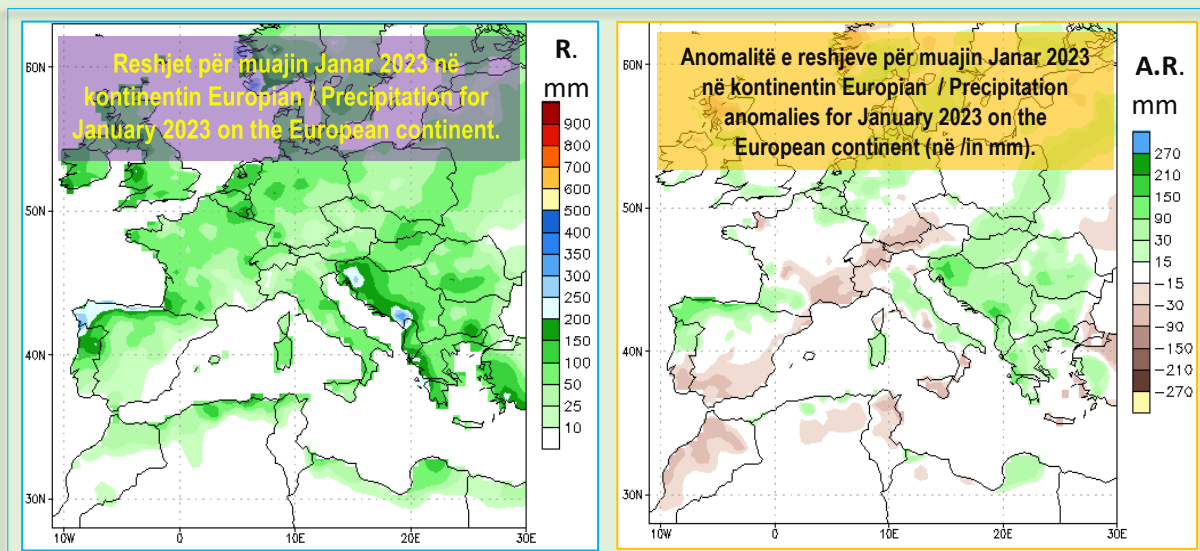 Reshjet për muajin Janar 2023 në
kontinentin Europian / Precipitation for
January 2023 on the European continent.
R.
mm
900
800
700
600
500
400
350
300
250
200
150
100
50
25
10
60N
50N
40N
30N
10W
0
10E
20E
30E
Anomalitë e reshjeve për muajin Janar 2023
në kontinentin Europian / Precipitation
anomalies for January 2023 on the
European continent (në /in mm).
A.R.
mm
270
210
150
90
30
15
−15
−30
−90
−150
−210
−270
60N
50N
40N
30N
10W
0
10E
20E
30E